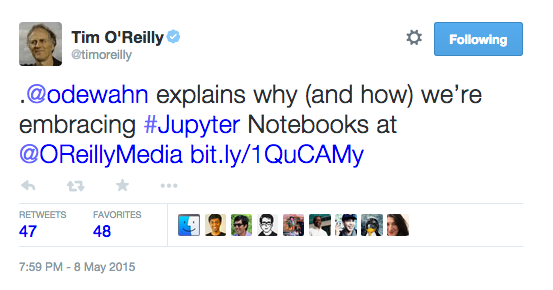 Tim O'Reilly
@timoreilly
Following
.@odewahn explains why (and how) we’re
embracing #Jupyter Notebooks at
@OReillyMedia bit.ly/1QuCAMy
RETWEETS FAVORITES
47 48
7:59 PM - 8 May 2015